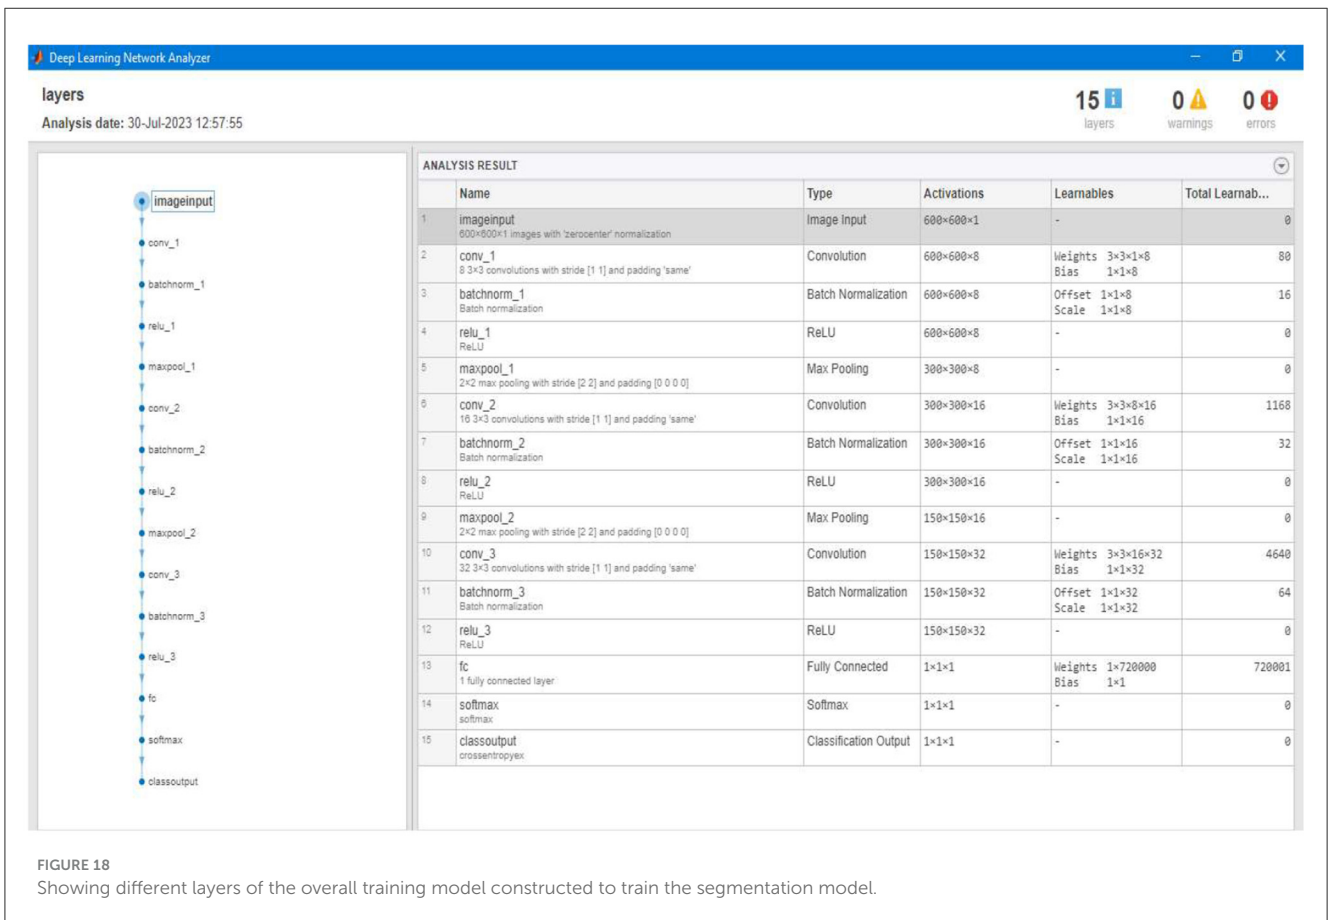 Deep Learning Network Analyzer
layers
Analysis date: 30-Jul-2023 12:57:55
15 i
layers
0
warnings
0
errors
imageinput
conv_1
batchnorm_1
relu_1
maxpool_1
conv_2
batchnorm_2
relu_2
maxpool_2
conv_3
batchnorm_3
relu_3
fc
softmax
classoutput
ANALYSIS RESULT
Name Type Activations Learnables Total Learnab...
1 imageinput Image Input 600×600×1 - 0
600×600×1 images with 'zerocenter' normalization
2 conv_1 Convolution 600×600×8 Weights 3×3×1×8 80
8 3×3 convolutions with stride [1 1] and padding 'same' Bias 1×1×8
3 batchnorm_1 Batch Normalization 600×600×8 Offset 1×1×8 16
Batch normalization Scale 1×1×8
4 relu_1 ReLU 600×600×8 - 0
ReLU
5 maxpool_1 Max Pooling 300×300×8 - 0
2×2 max pooling with stride [2 2] and padding [0 0 0 0]
6 conv_2 Convolution 300×300×16 Weights 3×3×8×16 1168
16 3×3 convolutions with stride [1 1] and padding 'same' Bias 1×1×16
7 batchnorm_2 Batch Normalization 300×300×16 Offset 1×1×16 32
Batch normalization Scale 1×1×16
8 relu_2 ReLU 300×300×16 - 0
ReLU
9 maxpool_2 Max Pooling 150×150×16 - 0
2×2 max pooling with stride [2 2] and padding [0 0 0 0]
10 conv_3 Convolution 150×150×32 Weights 3×3×16×32 4640
32 3×3 convolutions with stride [1 1] and padding 'same' Bias 1×1×32
11 batchnorm_3 Batch Normalization 150×150×32 Offset 1×1×32 64
Batch normalization Scale 1×1×32
12 relu_3 ReLU 150×150×32 - 0
ReLU
13 fc Fully Connected 1×1×1 Weights 1×720000 720001
1 fully connected layer Bias 1×1
14 softmax Softmax 1×1×1 - 0
softmax
15 classoutput Classification Output 1×1×1 - 0
crossentropyex
FIGURE 18
Showing different layers of the overall training model constructed to train the segmentation model.